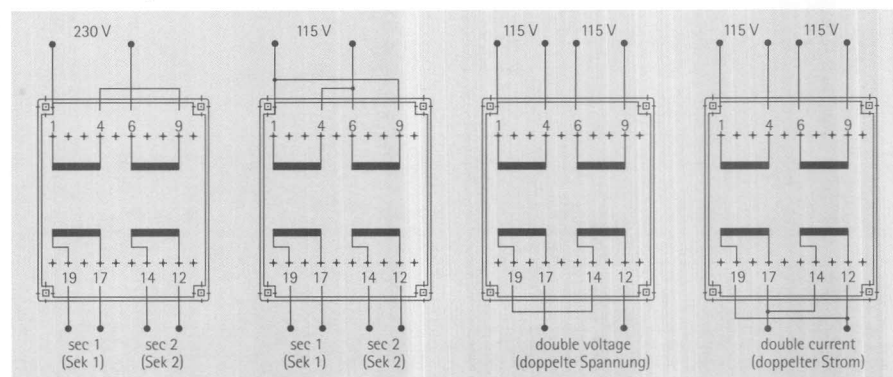 230 V 115 V 115 V 115 V 115 V 115 V
1 4 6 9 1 4 6 9 1 4 6 9 1 4 6 9
19 17 14 12 19 17 14 12 19 17 14 12 19 17 14 12
sec 1 sec 2 sec 1 sec 2 double voltage double current
(Sek 1) (Sek 2) (Sek 1) (Sek 2) (doppelte Spannung) (doppelter Strom)